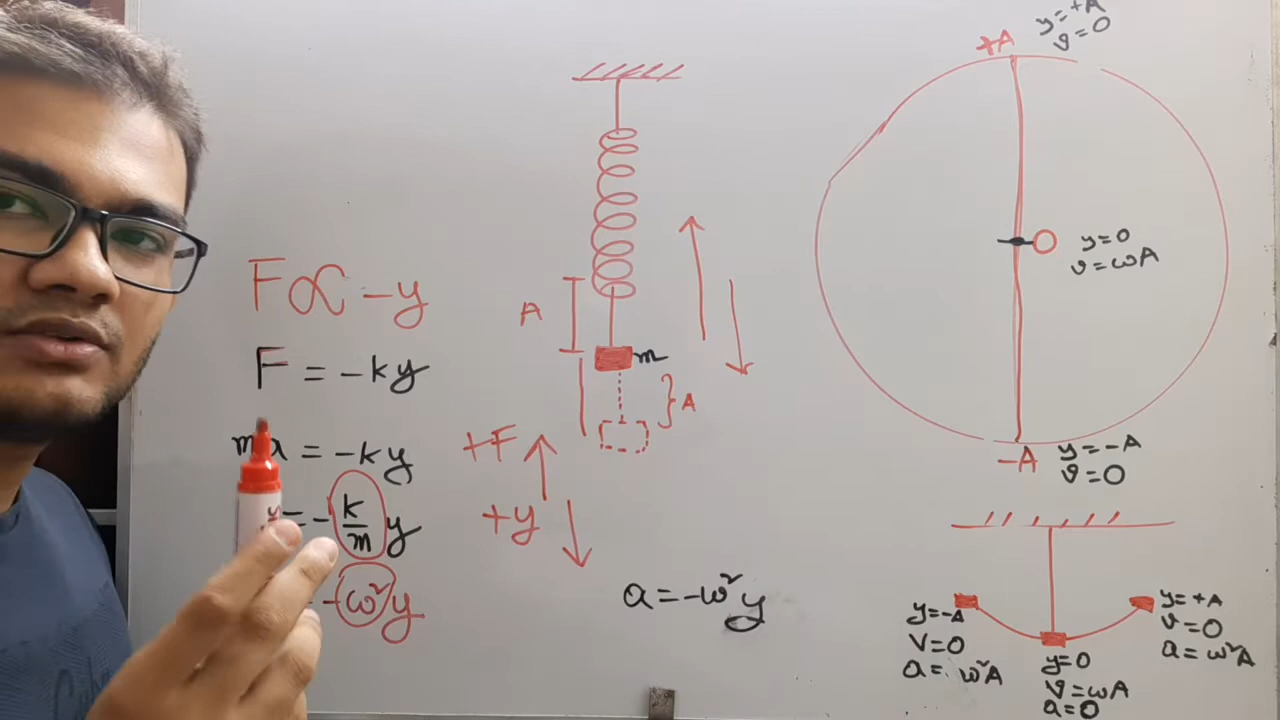 F ∝ -y
F = -ky
ma = -ky
= - k/m y
-ω²y
A
m
A
+F
+y
a = -ω²y
+A
y=+A
v=0
O
y=0
v=ωA
-A
y=-A
v=0
y=-A
V=0
a=ω²A
y=0
v=ωA
a=0
y=+A
v=0
a=ω²A